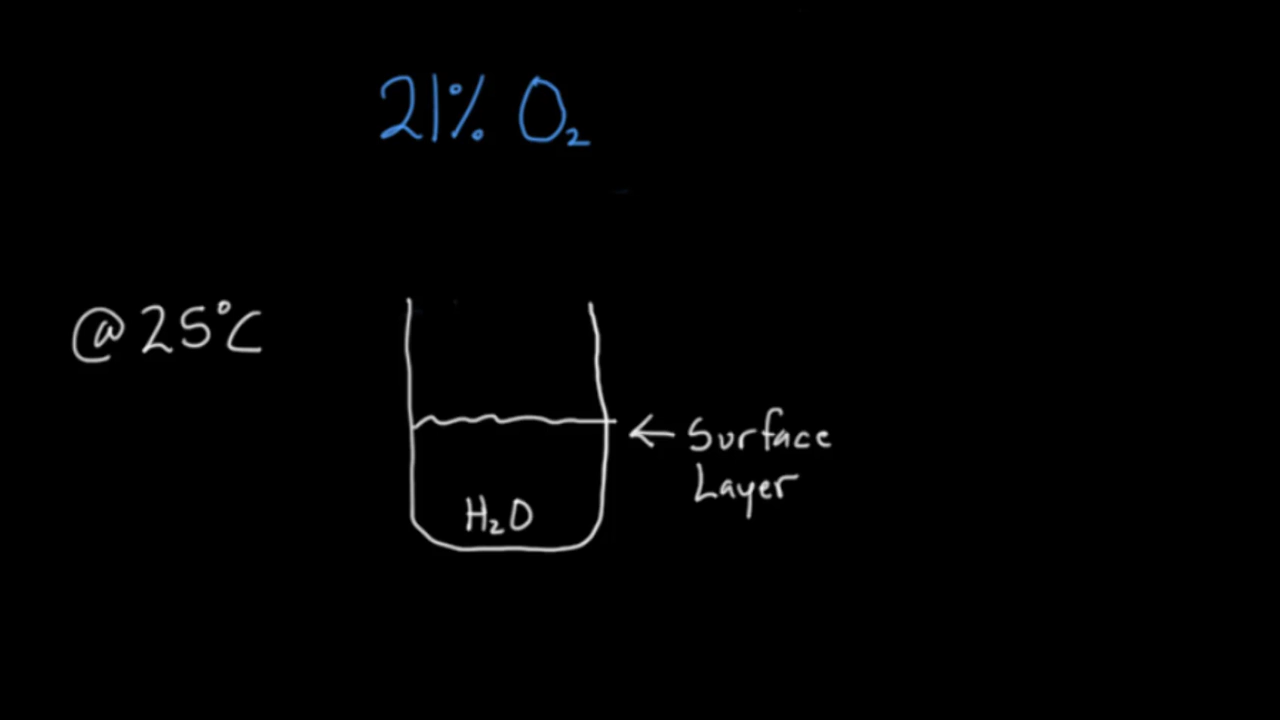 21% O₂
@ 25°C
← Surface
Layer
H₂O